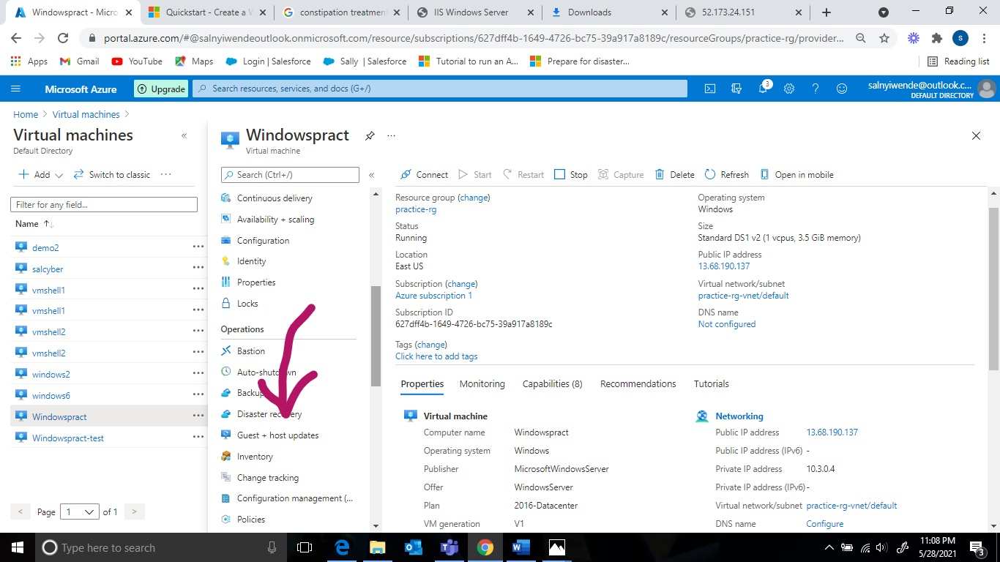 Windowspract - Micro
Quickstart - Create a W
constipation treatment
IIS Windows Server
Downloads
52.173.24.151
portal.azure.com/#@salnyiwendeoutlook.onmicrosoft.com/resource/subscriptions/627dff4b-1649-4726-bc75-39a917a8189c/resourceGroups/practice-rg/provider...
S
Apps
Gmail
YouTube
Maps
Login | Salesforce
Sally | Salesforce
Tutorial to run an A...
Prepare for disaster...
Reading list
Microsoft Azure
Upgrade
Search resources, services, and docs (G+/)
3
salnyiwende@outlook.c...
DEFAULT DIRECTORY
Home > Virtual machines >
Virtual machines
«
Default Directory
+ Add
Switch to classic
...
Filter for any field...
Name ↑↓
demo2 ...
salcyber ...
vmshell1 ...
vmshell1 ...
vmshell2 ...
vmshell2 ...
windows2 ...
windows6 ...
Windowspract ...
Windowspract-test ...
< Page 1 of 1 >
Windowspract
...
Virtual machine
Search (Ctrl+/)
«
Continuous delivery
Availability + scaling
Configuration
Identity
Properties
Locks
Operations
Bastion
Auto-shutdown
Backup
Disaster recovery
Guest + host updates
Inventory
Change tracking
Configuration management (...
Policies
Connect
Start
Restart
Stop
Capture
Delete
Refresh
Open in mobile
Resource group (change)
practice-rg
Status
Running
Location
East US
Subscription (change)
Azure subscription 1
Subscription ID
627dff4b-1649-4726-bc75-39a917a8189c
Tags (change)
Click here to add tags
Operating system
Windows
Size
Standard DS1 v2 (1 vcpus, 3.5 GiB memory)
Public IP address
13.68.190.137
Virtual network/subnet
practice-rg-vnet/default
DNS name
Not configured
Properties
Monitoring
Capabilities (8)
Recommendations
Tutorials
Virtual machine
Computer name Windowspract
Operating system Windows
Publisher MicrosoftWindowsServer
Offer WindowsServer
Plan 2016-Datacenter
VM generation V1
Networking
Public IP address 13.68.190.137
Public IP address (IPv6) -
Private IP address 10.3.0.4
Private IP address (IPv6) -
Virtual network/subnet practice-rg-vnet/default
DNS name Configure
Type here to search
11:08 PM
5/28/2021
3